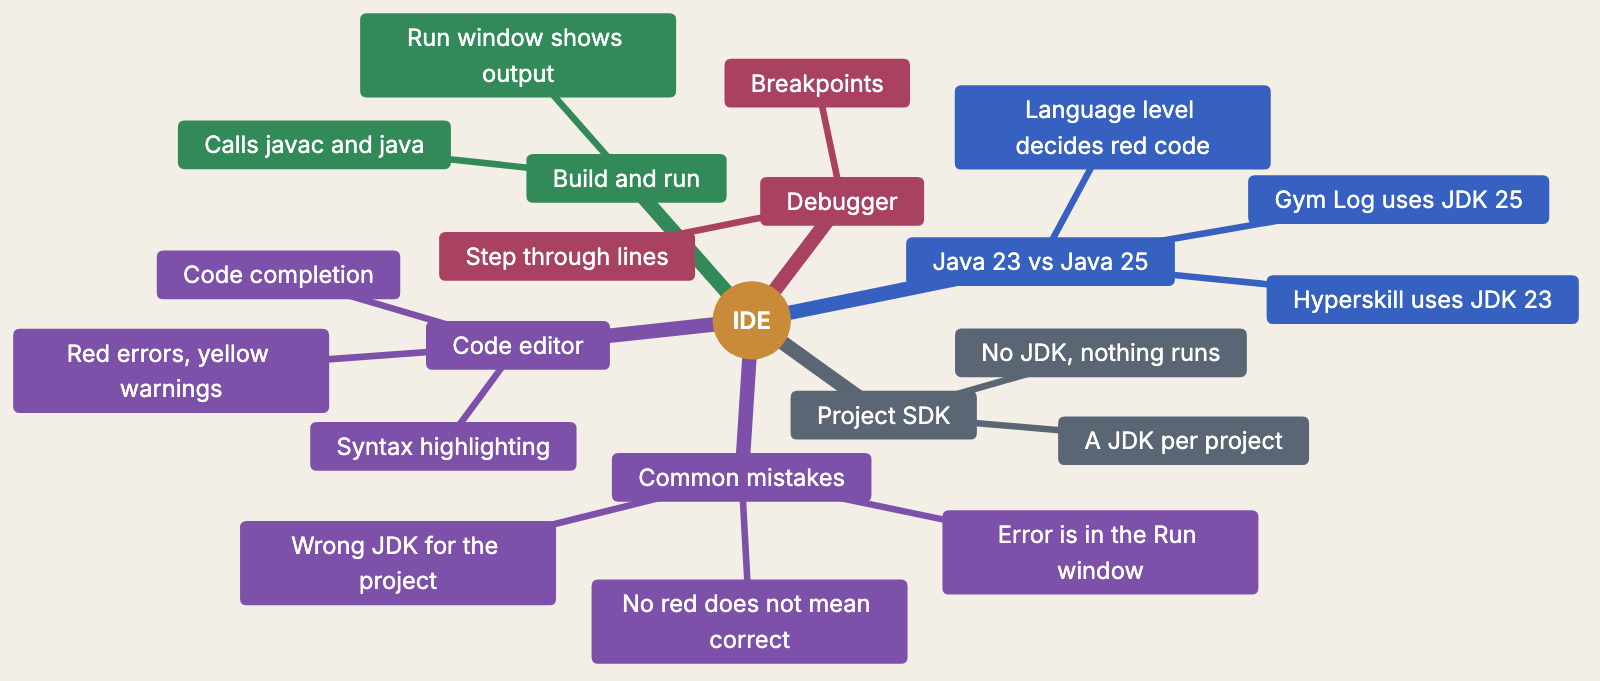 Run window shows
output
Breakpoints
Language level
decides red code
Calls javac and java
Build and run
Debugger
Gym Log uses JDK 25
Step through lines
Java 23 vs Java 25
Code completion
Hyperskill uses JDK 23
IDE
Code editor
Red errors, yellow
warnings
No JDK, nothing runs
Project SDK
A JDK per project
Syntax highlighting
Common mistakes
Wrong JDK for the
project
Error is in the Run
window
No red does not mean
correct